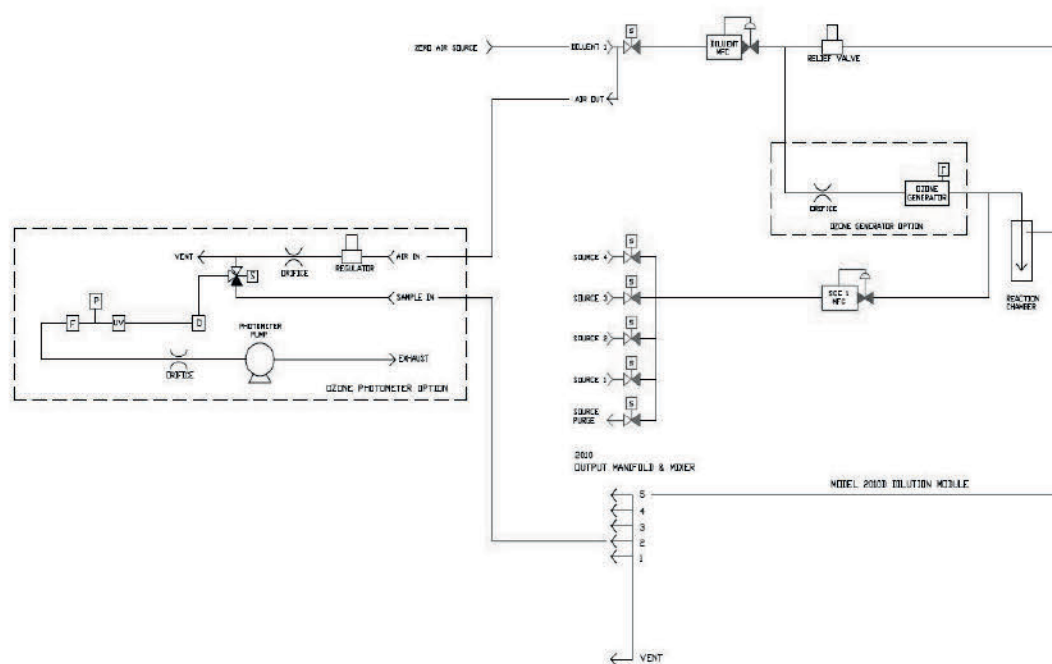 S
ZERO AIR SOURCE
DILUENT 1
DILUENT
MFC
RELIEF VALVE
AIR OUT
F
ORIFICE
OZONE
GENERATOR
OZONE GENERATOR OPTION
REACTION
CHAMBER
VENT
ORIFICE
REGULATOR
AIR IN
S
SAMPLE IN
P
F
UV
D
PHOTOMETER
PUMP
ORIFICE
EXHAUST
OZONE PHOTOMETER OPTION
S
SOURCE 4
S
SOURCE 3
S
SOURCE 2
S
SOURCE 1
S
SOURCE
PURGE
MFC
2010
OUTPUT MANIFOLD & MIXER
MODEL 2010D DILUTION MODULE
5
4
3
2
1
VENT